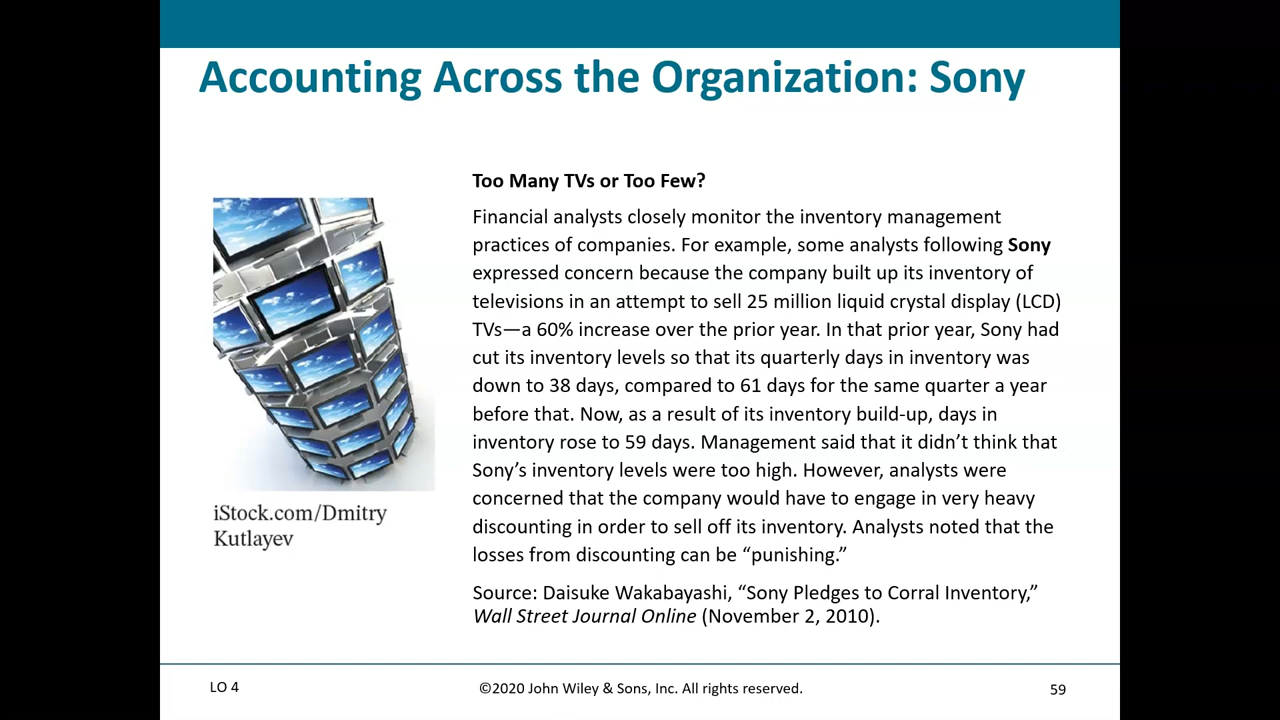 Accounting Across the Organization: Sony
Too Many TVs or Too Few?
Financial analysts closely monitor the inventory management
practices of companies. For example, some analysts following Sony
expressed concern because the company built up its inventory of
televisions in an attempt to sell 25 million liquid crystal display (LCD)
TVs—a 60% increase over the prior year. In that prior year, Sony had
cut its inventory levels so that its quarterly days in inventory was
down to 38 days, compared to 61 days for the same quarter a year
before that. Now, as a result of its inventory build-up, days in
inventory rose to 59 days. Management said that it didn’t think that
Sony’s inventory levels were too high. However, analysts were
concerned that the company would have to engage in very heavy
discounting in order to sell off its inventory. Analysts noted that the
losses from discounting can be “punishing.”
iStock.com/Dmitry
Kutlayev
Source: Daisuke Wakabayashi, “Sony Pledges to Corral Inventory,”
Wall Street Journal Online (November 2, 2010).
LO 4
©2020 John Wiley & Sons, Inc. All rights reserved.
59